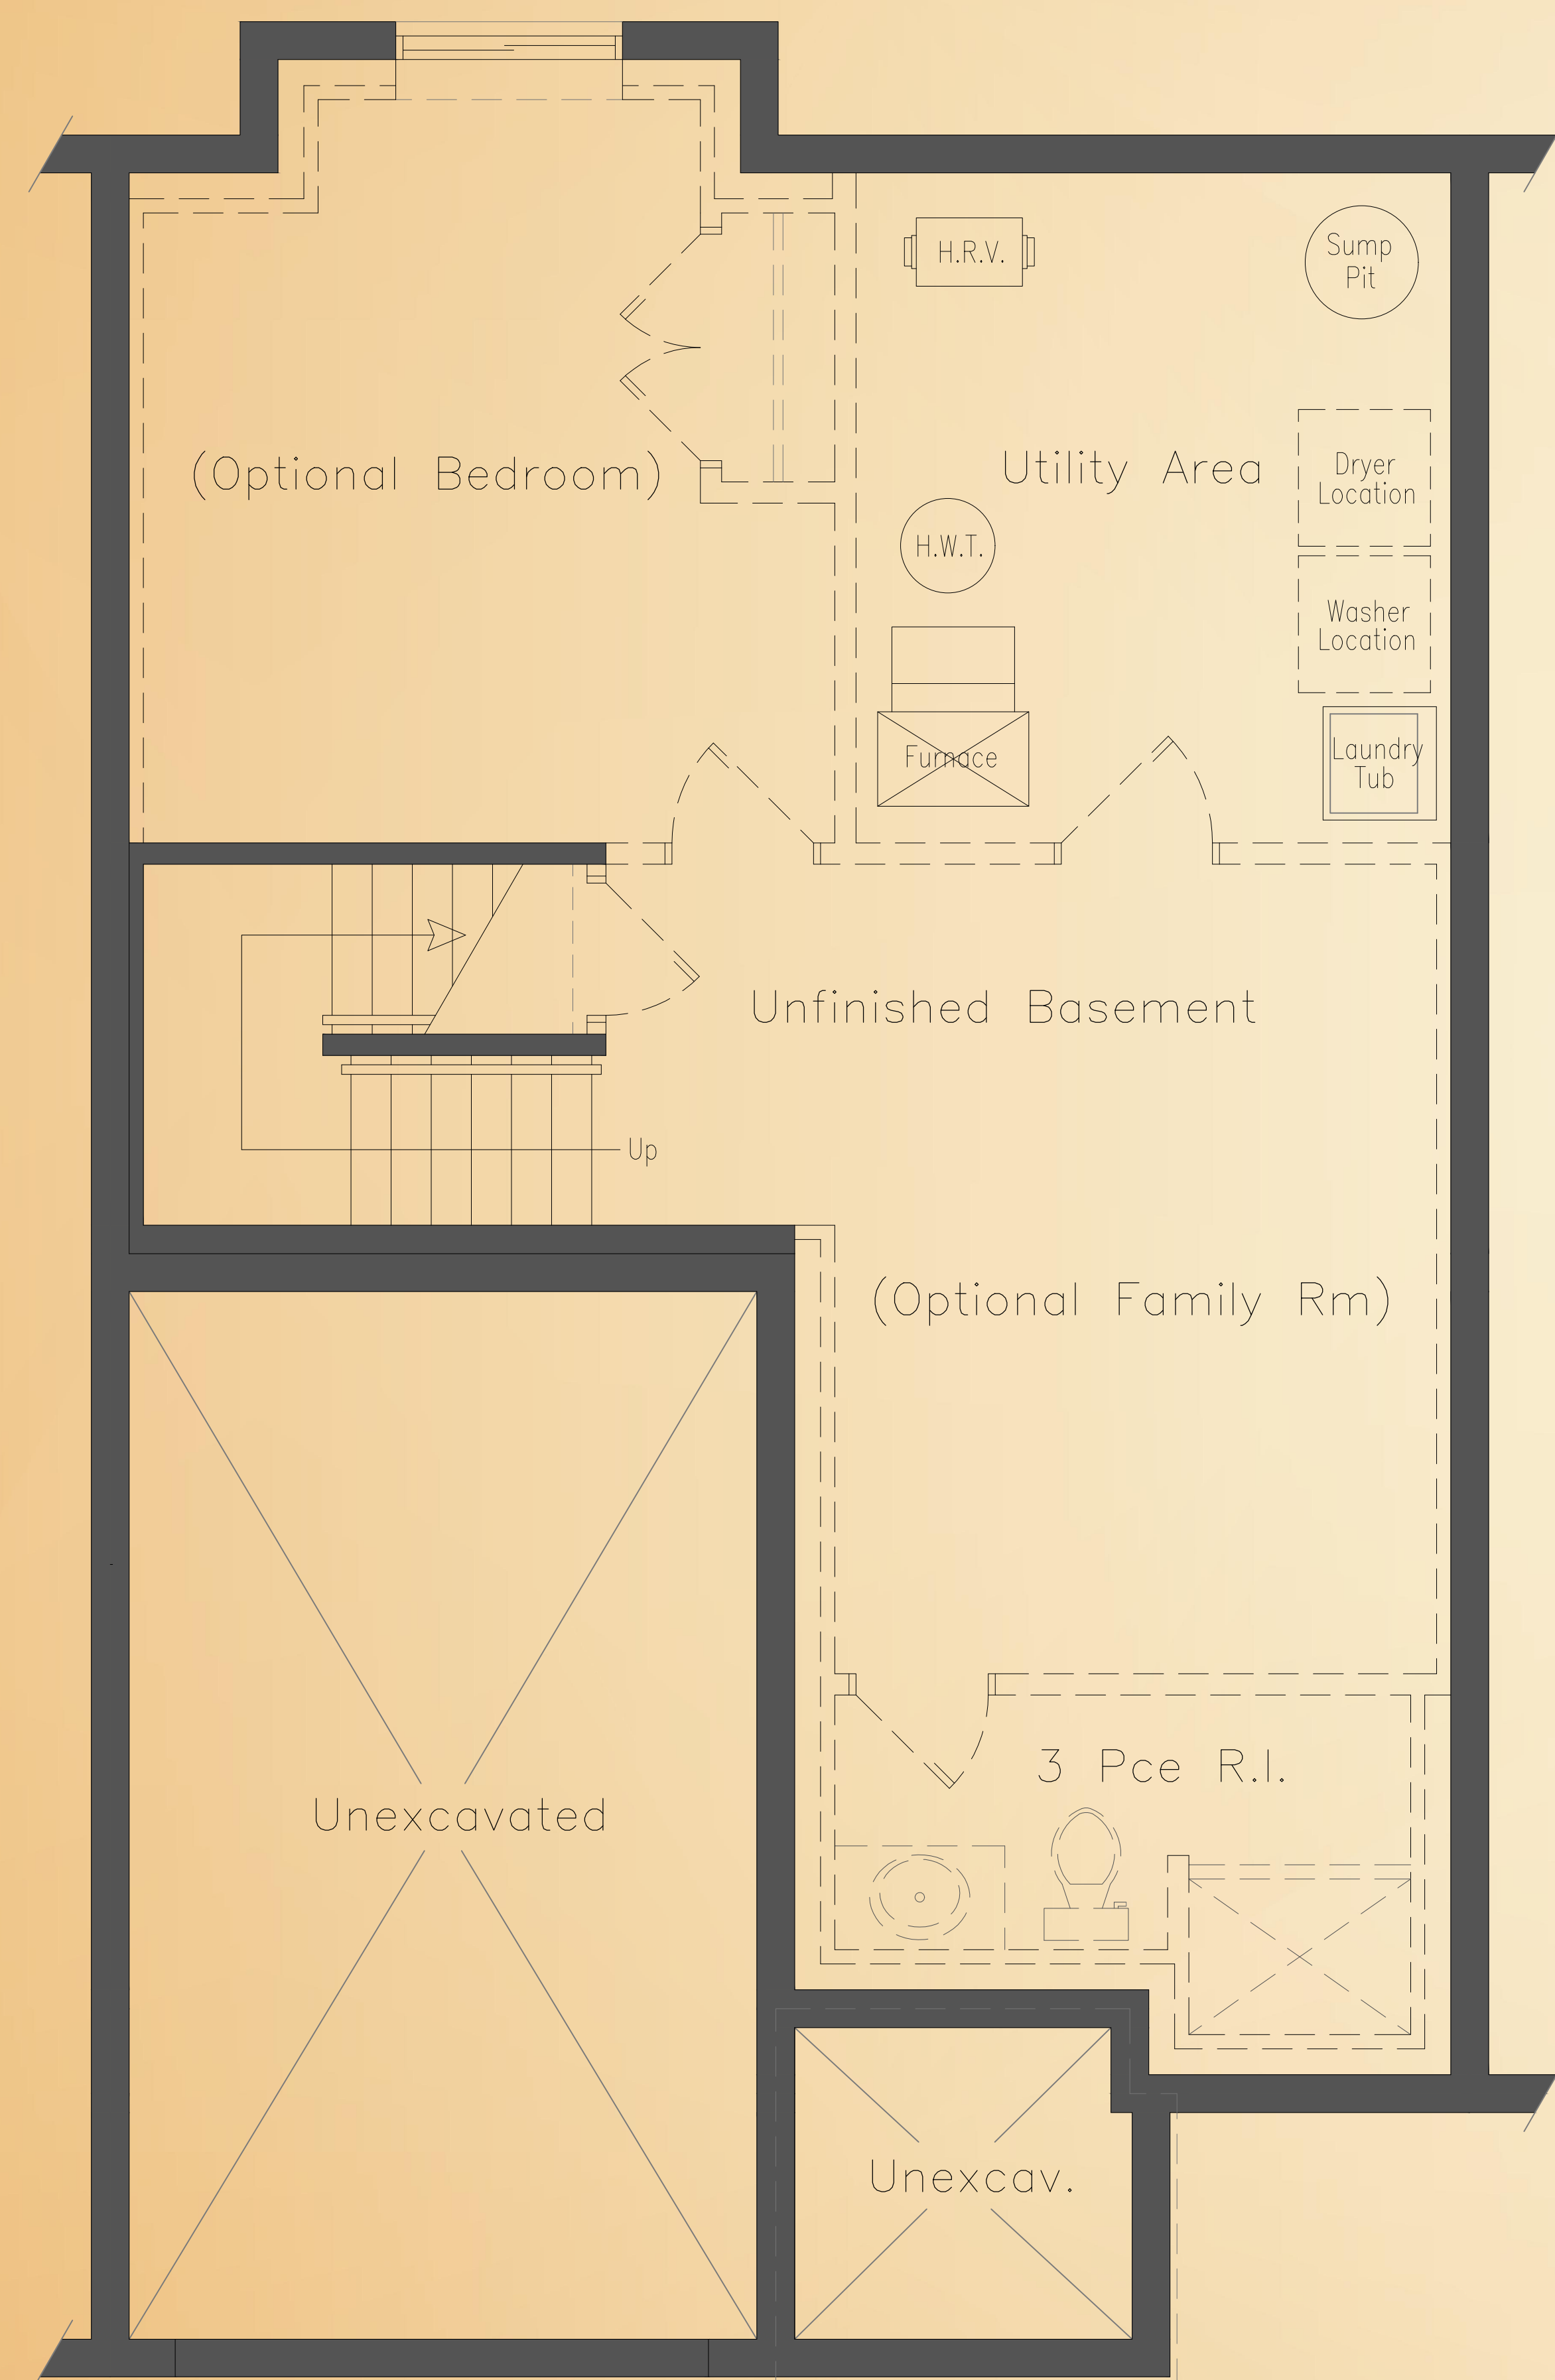 H.R.V.
Sump
Pit
(Optional Bedroom)
Utility Area
Dryer
Location
H.W.T.
Washer
Location
Furnace
Laundry
Tub
Unfinished Basement
Up
(Optional Family Rm)
3 Pce R.I.
Unexcavated
Unexcav.